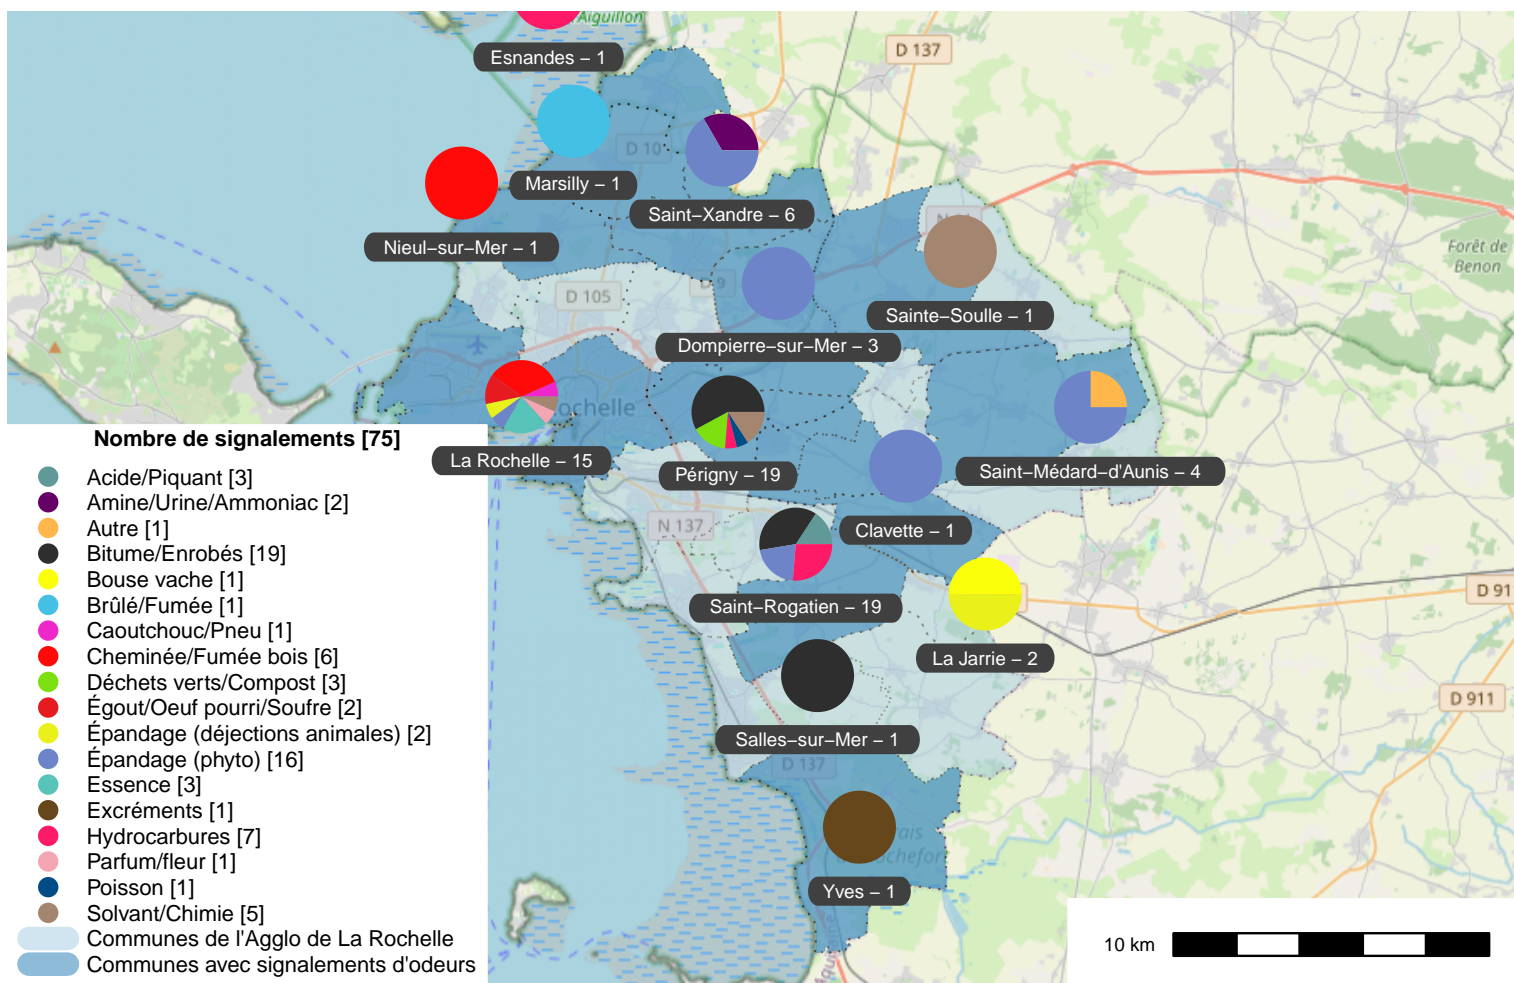 Aiguillon
Esnandes – 1
D 137
D 10
Marsilly – 1
Saint–Xandre – 6
Nieul–sur–Mer – 1
Forêt de
Benon
D 105
D 9
Sainte–Soulle – 1
Dompierre–sur–Mer – 3
ochelle
La Rochelle – 15
Périgny – 19
Saint–Médard–d'Aunis – 4
N 137
Clavette – 1
Saint–Rogatien – 19
D 91
La Jarrie – 2
D 911
Salles–sur–Mer – 1
D 137
Yves – 1
Nombre de signalements [75]
Acide/Piquant [3]
Amine/Urine/Ammoniac [2]
Autre [1]
Bitume/Enrobés [19]
Bouse vache [1]
Brûlé/Fumée [1]
Caoutchouc/Pneu [1]
Cheminée/Fumée bois [6]
Déchets verts/Compost [3]
Égout/Oeuf pourri/Soufre [2]
Épandage (déjections animales) [2]
Épandage (phyto) [16]
Essence [3]
Excréments [1]
Hydrocarbures [7]
Parfum/fleur [1]
Poisson [1]
Solvant/Chimie [5]
Communes de l'Agglo de La Rochelle
Communes avec signalements d'odeurs
10 km